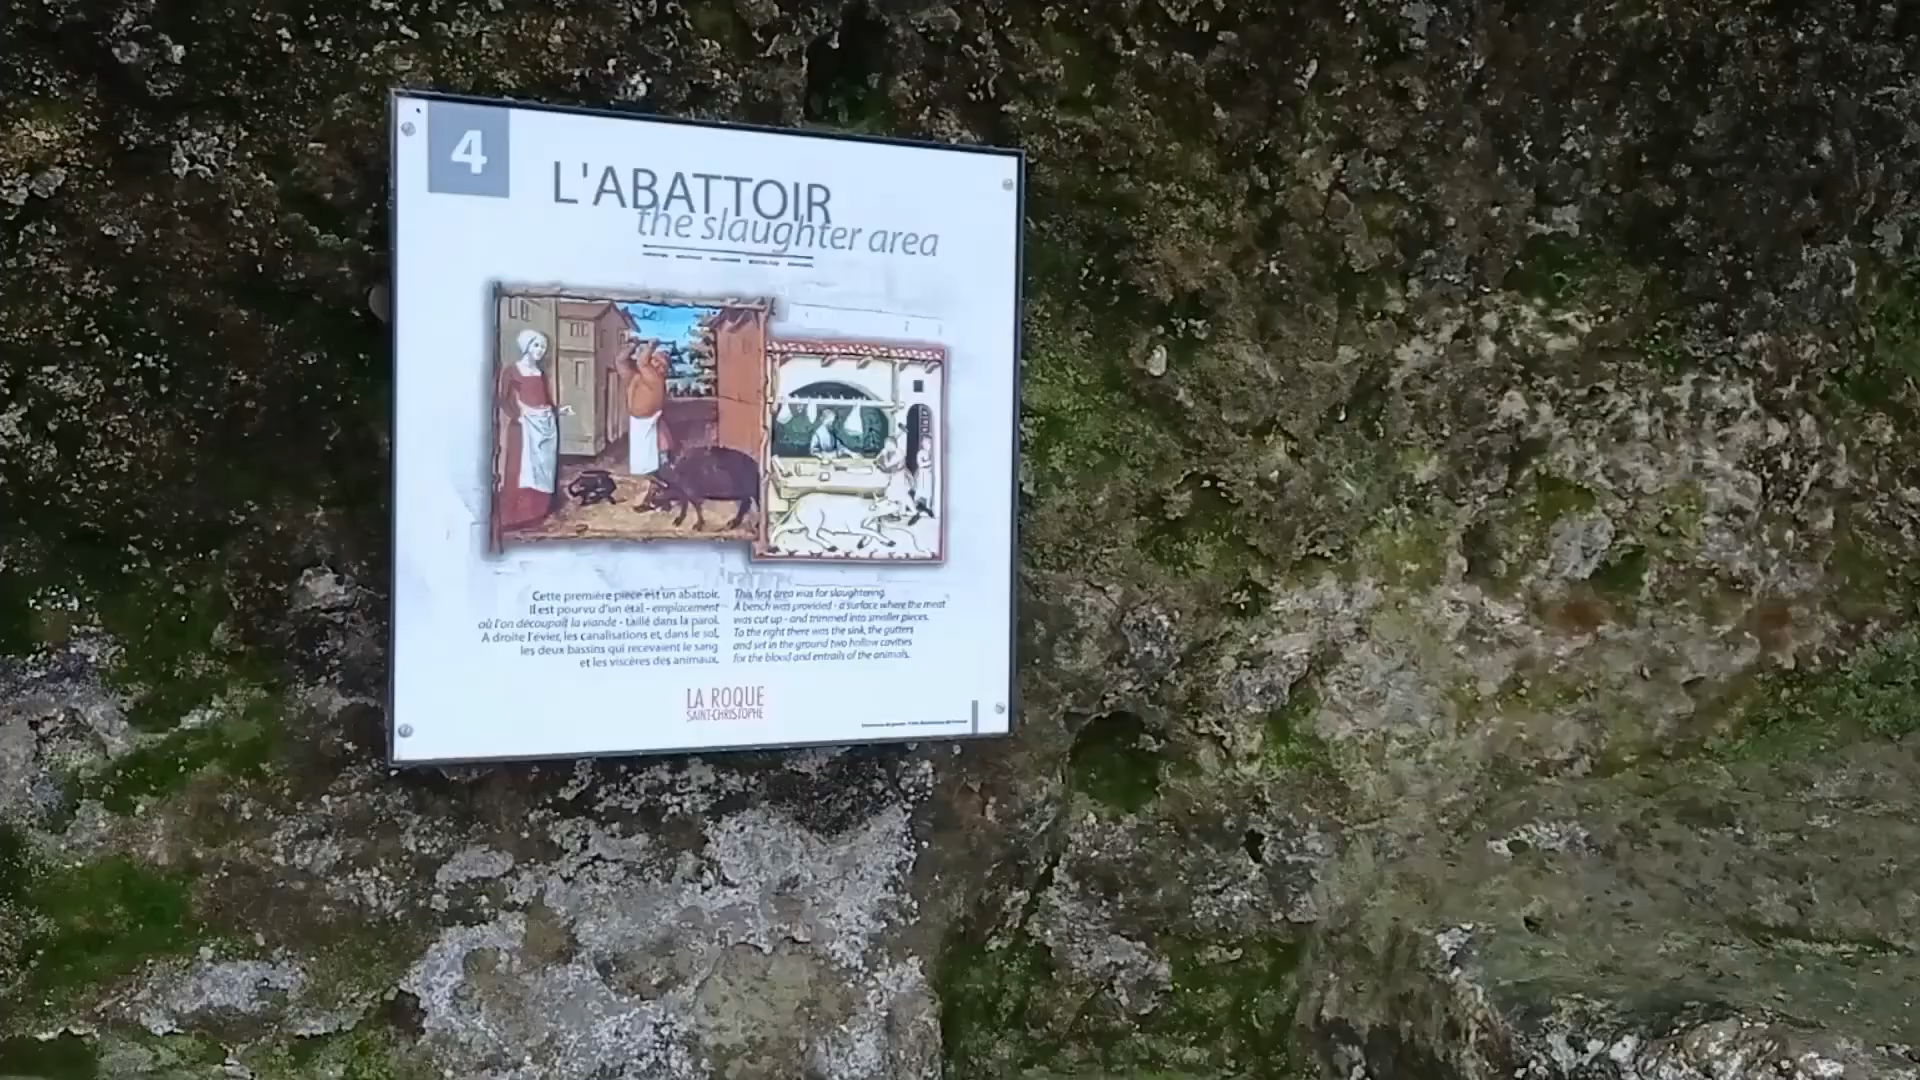 4
L'ABATTOIR
the slaughter area
Cette première pièce est un abattoir.
Il est pourvu d'un étal - emplacement
où l'on découpait la viande - taillé dans la paroi.
A droite l'évier, les canalisations et, dans le sol,
les deux bassins qui recevaient le sang
et les viscères des animaux.
This first area was for slaughtering.
A bench was provided - a surface where the meat
was cut up - and trimmed into smaller pieces.
To the right there was the sink, the gutters
and set in the ground two hollow cavities
for the blood and entrails of the animals.
LA ROQUE
SAINT-CHRISTOPHE